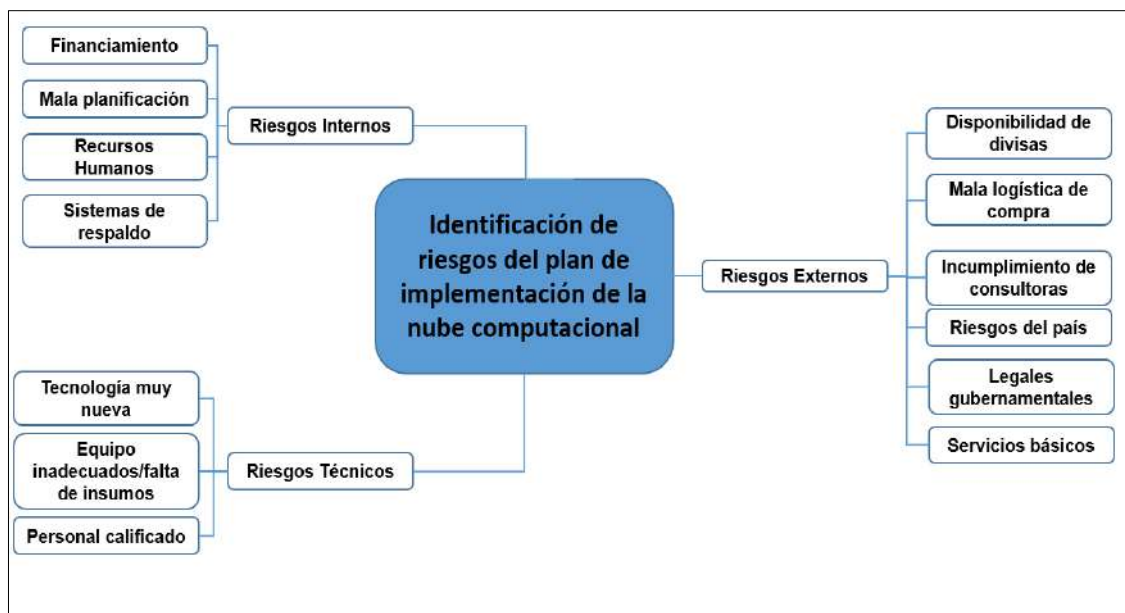 Financiamiento
Mala planificación
Recursos
Humanos
Sistemas de
respaldo
Riesgos Internos
Identificación de
riesgos del plan de
implementación de la
nube computacional
Riesgos Externos
Disponibilidad de
divisas
Mala logística de
compra
Incumplimiento de
consultoras
Riesgos del país
Legales
gubernamentales
Servicios básicos
Tecnología muy
nueva
Equipo
inadecuados/falta
de insumos
Personal calificado
Riesgos Técnicos